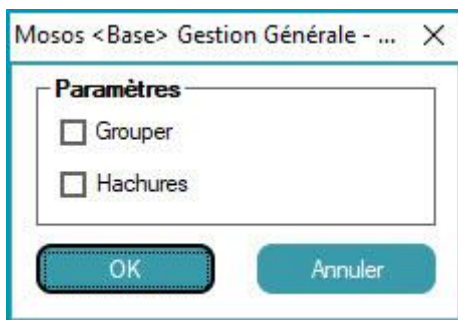 Mosos <Base> Gestion Générale - ...
Paramètres
Grouper
Hachures
OK Annuler